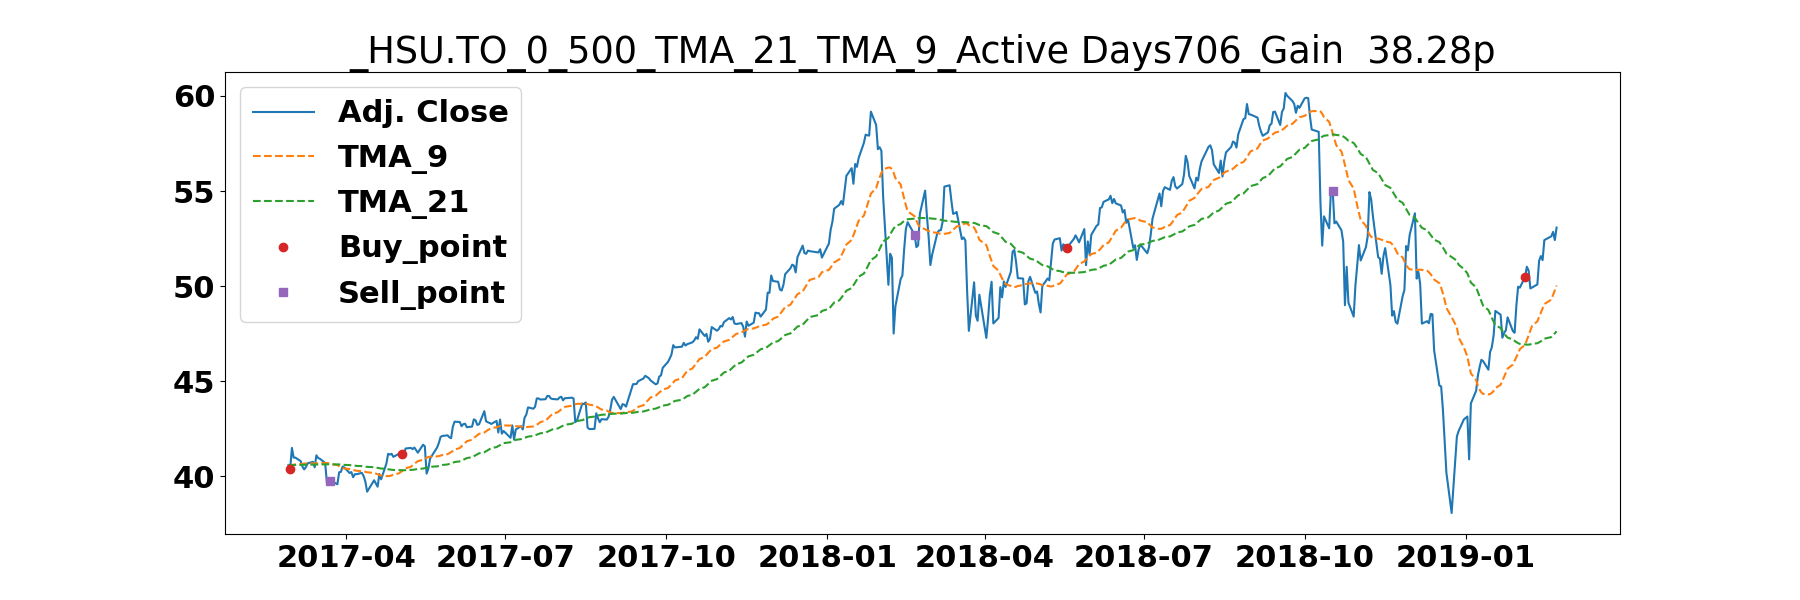 _HSU.TO_0_500_TMA_21_TMA_9_Active Days706_Gain  38.28p
60
55
50
45
40
Adj. Close
TMA_9
TMA_21
Buy_point
Sell_point
2017-04 2017-07 2017-10 2018-01 2018-04 2018-07 2018-10 2019-01